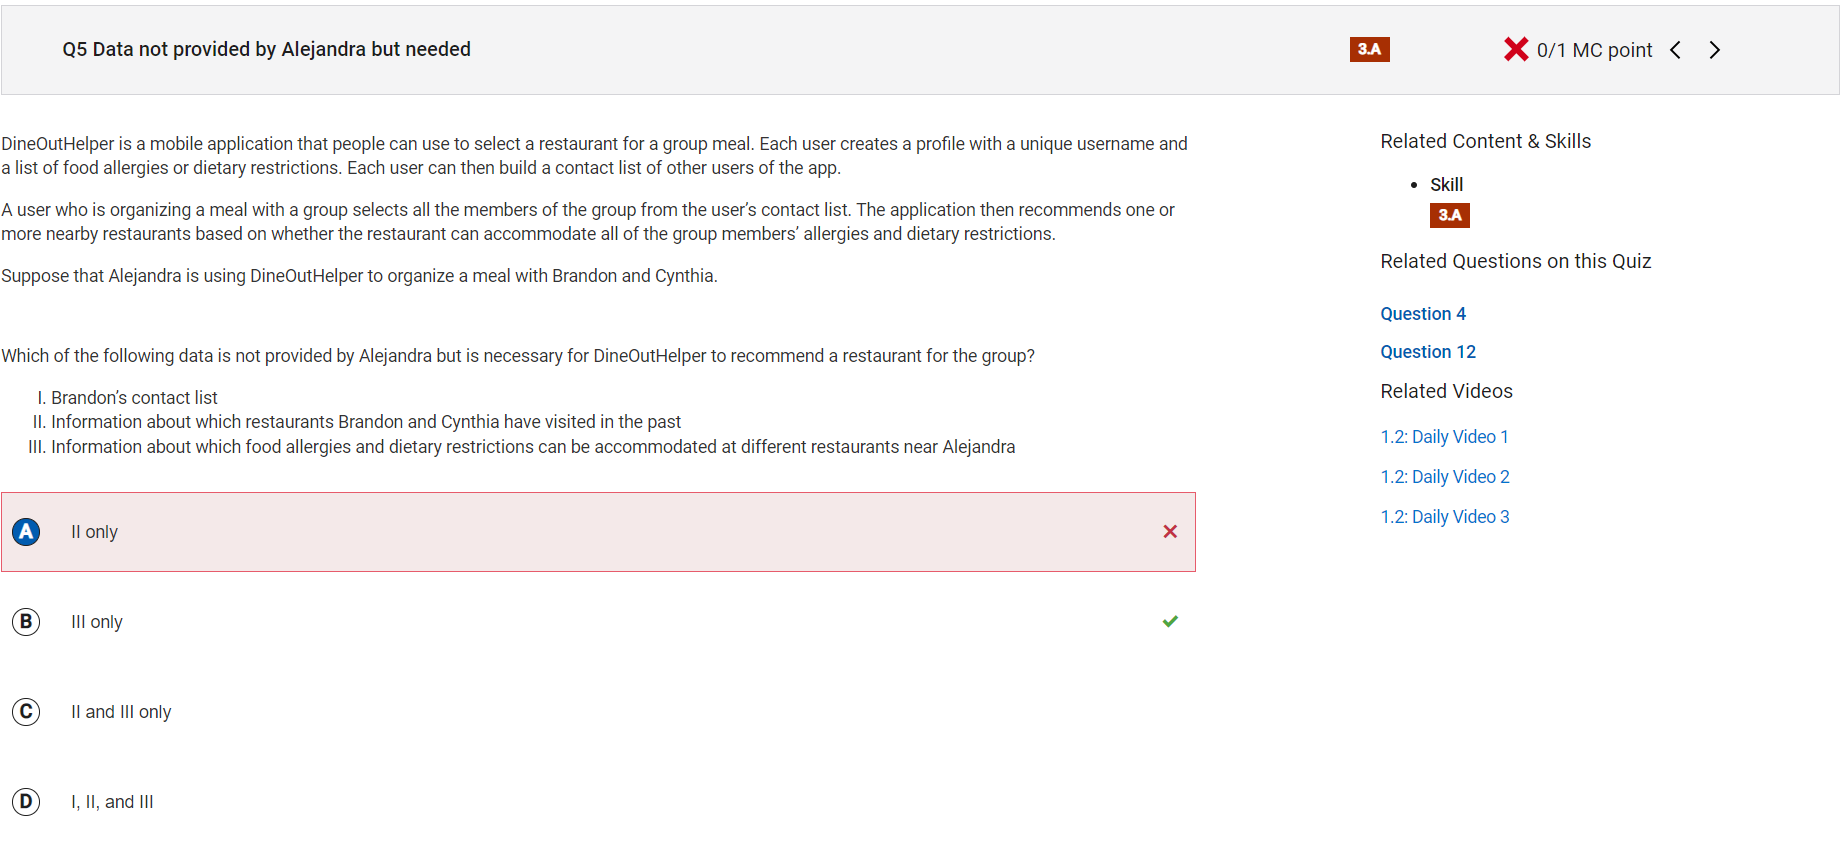 Q5 Data not provided by Alejandra but needed
3.A
0/1 MC point
DineOutHelper is a mobile application that people can use to select a restaurant for a group meal. Each user creates a profile with a unique username and
a list of food allergies or dietary restrictions. Each user can then build a contact list of other users of the app.
A user who is organizing a meal with a group selects all the members of the group from the user's contact list. The application then recommends one or
more nearby restaurants based on whether the restaurant can accommodate all of the group members' allergies and dietary restrictions.
Suppose that Alejandra is using DineOutHelper to organize a meal with Brandon and Cynthia.
Which of the following data is not provided by Alejandra but is necessary for DineOutHelper to recommend a restaurant for the group?
I. Brandon's contact list
II. Information about which restaurants Brandon and Cynthia have visited in the past
III. Information about which food allergies and dietary restrictions can be accommodated at different restaurants near Alejandra
A II only
B III only
C II and III only
D I, II, and III
Related Content & Skills
• Skill
3.A
Related Questions on this Quiz
Question 4
Question 12
Related Videos
1.2: Daily Video 1
1.2: Daily Video 2
1.2: Daily Video 3